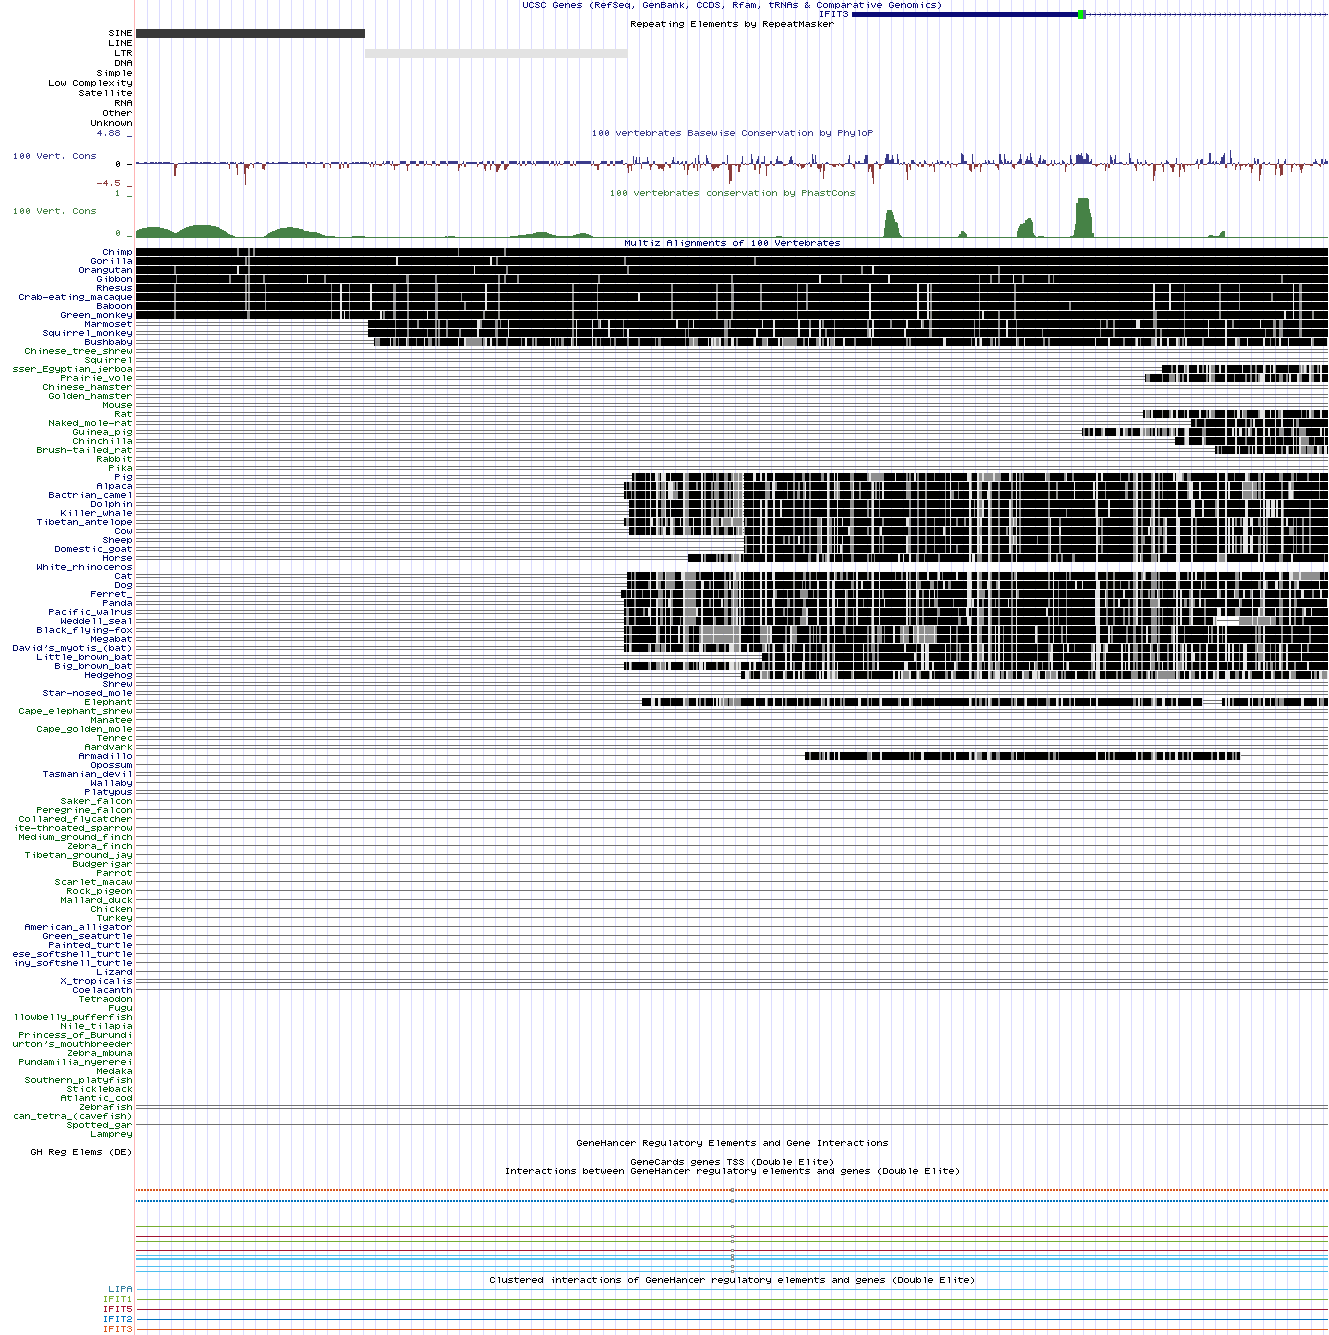 UCSC Genes (RefSeq, GenBank, CCDS, Rfam, tRNAs & Comparative Genomics)
IFIT3
Repeating Elements by RepeatMasker
SINE
LINE
LTR
DNA
Simple
Low Complexity
Satellite
RNA
Other
Unknown
4.88 _
100 vertebrates Basewise Conservation by PhyloP
100 Vert. Cons
0 _
-4.5 _
1 _
100 vertebrates conservation by PhastCons
100 Vert. Cons
0 _
Multiz Alignments of 100 Vertebrates
Chimp
Gorilla
Orangutan
Gibbon
Rhesus
Crab-eating_macaque
Baboon
Green_monkey
Marmoset
Squirrel_monkey
Bushbaby
Chinese_tree_shrew
Squirrel
sser_Egyptian_jerboa
Prairie_vole
Chinese_hamster
Golden_hamster
Mouse
Rat
Naked_mole-rat
Guinea_pig
Chinchilla
Brush-tailed_rat
Rabbit
Pika
Pig
Alpaca
Bactrian_camel
Dolphin
Killer_whale
Tibetan_antelope
Cow
Sheep
Domestic_goat
Horse
White_rhinoceros
Cat
Dog
Ferret_
Panda
Pacific_walrus
Weddell_seal
Black_flying-fox
Megabat
David's_myotis_(bat)
Little_brown_bat
Big_brown_bat
Hedgehog
Shrew
Star-nosed_mole
Elephant
Cape_elephant_shrew
Manatee
Cape_golden_mole
Tenrec
Aardvark
Armadillo
Opossum
Tasmanian_devil
Wallaby
Platypus
Saker_falcon
Peregrine_falcon
Collared_flycatcher
ite-throated_sparrow
Medium_ground_finch
Zebra_finch
Tibetan_ground_jay
Budgerigar
Parrot
Scarlet_macaw
Rock_pigeon
Mallard_duck
Chicken
Turkey
American_alligator
Green_seaturtle
Painted_turtle
ese_softshell_turtle
iny_softshell_turtle
Lizard
X_tropicalis
Coelacanth
Tetraodon
Fugu
llowbelly_pufferfish
Nile_tilapia
Princess_of_Burundi
urton's_mouthbreeder
Zebra_mbuna
Pundamilia_nyererei
Medaka
Southern_platyfish
Stickleback
Atlantic_cod
Zebrafish
can_tetra_(cavefish)
Spotted_gar
Lamprey
GeneHancer Regulatory Elements and Gene Interactions
GH Reg Elems (DE)
GeneCards genes TSS (Double Elite)
Interactions between GeneHancer regulatory elements and genes (Double Elite)
Clustered interactions of GeneHancer regulatory elements and genes (Double Elite)
LIPA
IFIT1
IFIT5
IFIT2
IFIT3